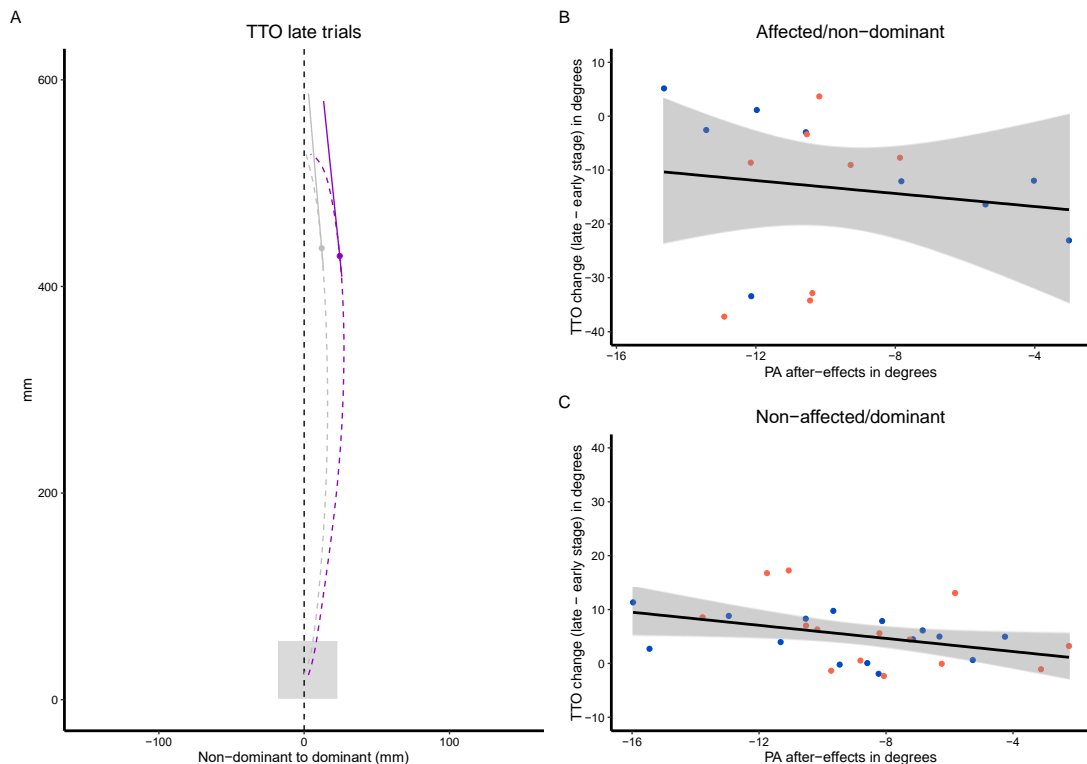 A
TTO late trials
600
400
200
0
mm
−100
0
100
Non−dominant to dominant (mm)
B
Affected/non−dominant
10
0
−10
−20
−30
−40
TTO change (late − early stage) in degrees
−16
−12
−8
−4
PA after−effects in degrees
C
Non−affected/dominant
40
30
20
10
0
−10
TTO change (late − early stage) in degrees
−16
−12
−8
−4
PA after−effects in degrees